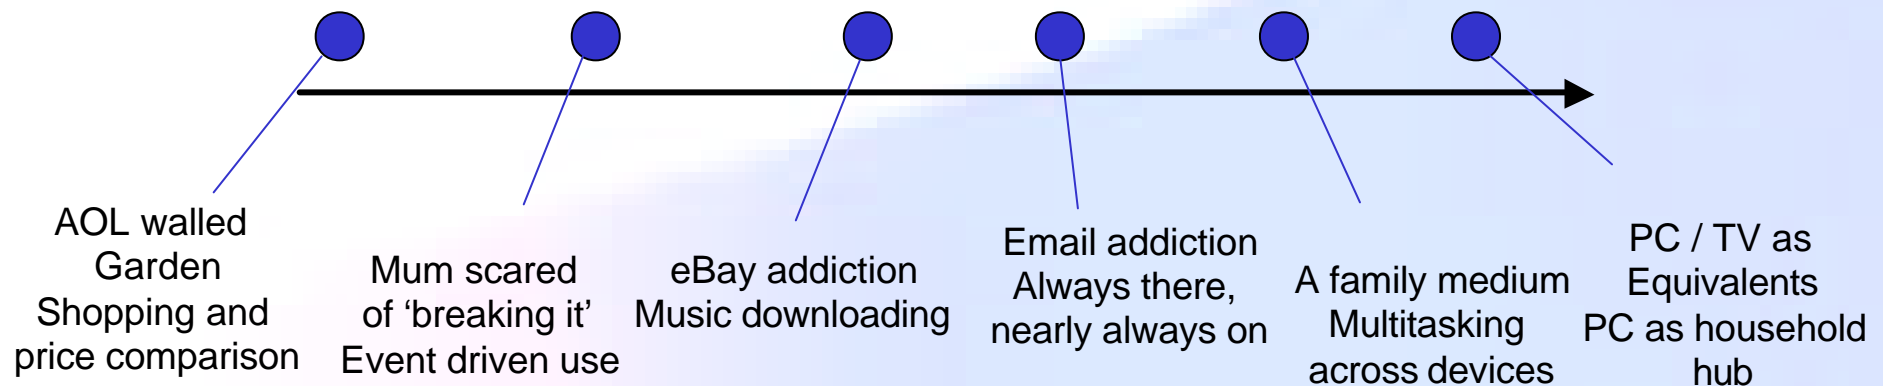 AOL walled
Garden
Shopping and
price comparison
Mum scared
of ‘breaking it’
Event driven use
eBay addiction
Music downloading
Email addiction
Always there,
nearly always on
A family medium
Multitasking
across devices
PC / TV as
Equivalents
PC as household
hub